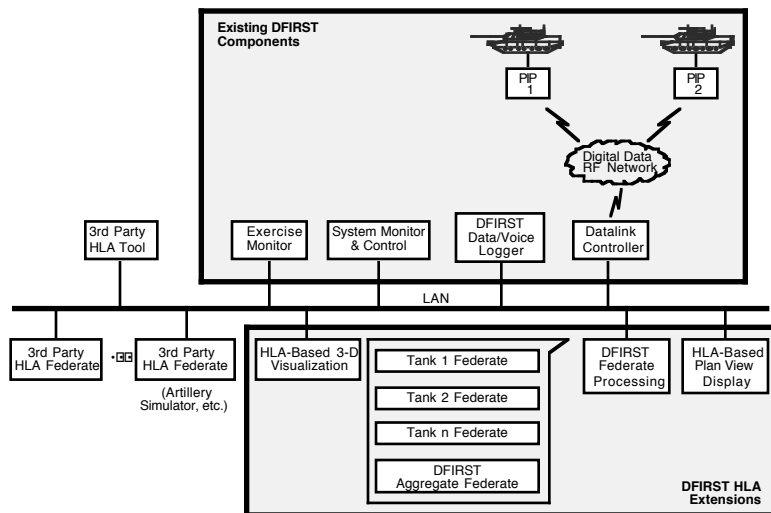 Existing DFIRST
Components
PIP
1
PIP
2
Digital Data
RF Network
3rd Party
HLA Tool
Exercise
Monitor
System Monitor
& Control
DFIRST
Data/Voice
Logger
Datalink
Controller
LAN
3rd Party
HLA Federate
3rd Party
HLA Federate
(Artillery
Simulator, etc.)
HLA-Based 3-D
Visualization
Tank 1 Federate
Tank 2 Federate
Tank n Federate
DFIRST
Aggregate Federate
DFIRST
Federate
Processing
HLA-Based
Plan View
Display
DFIRST HLA
Extensions